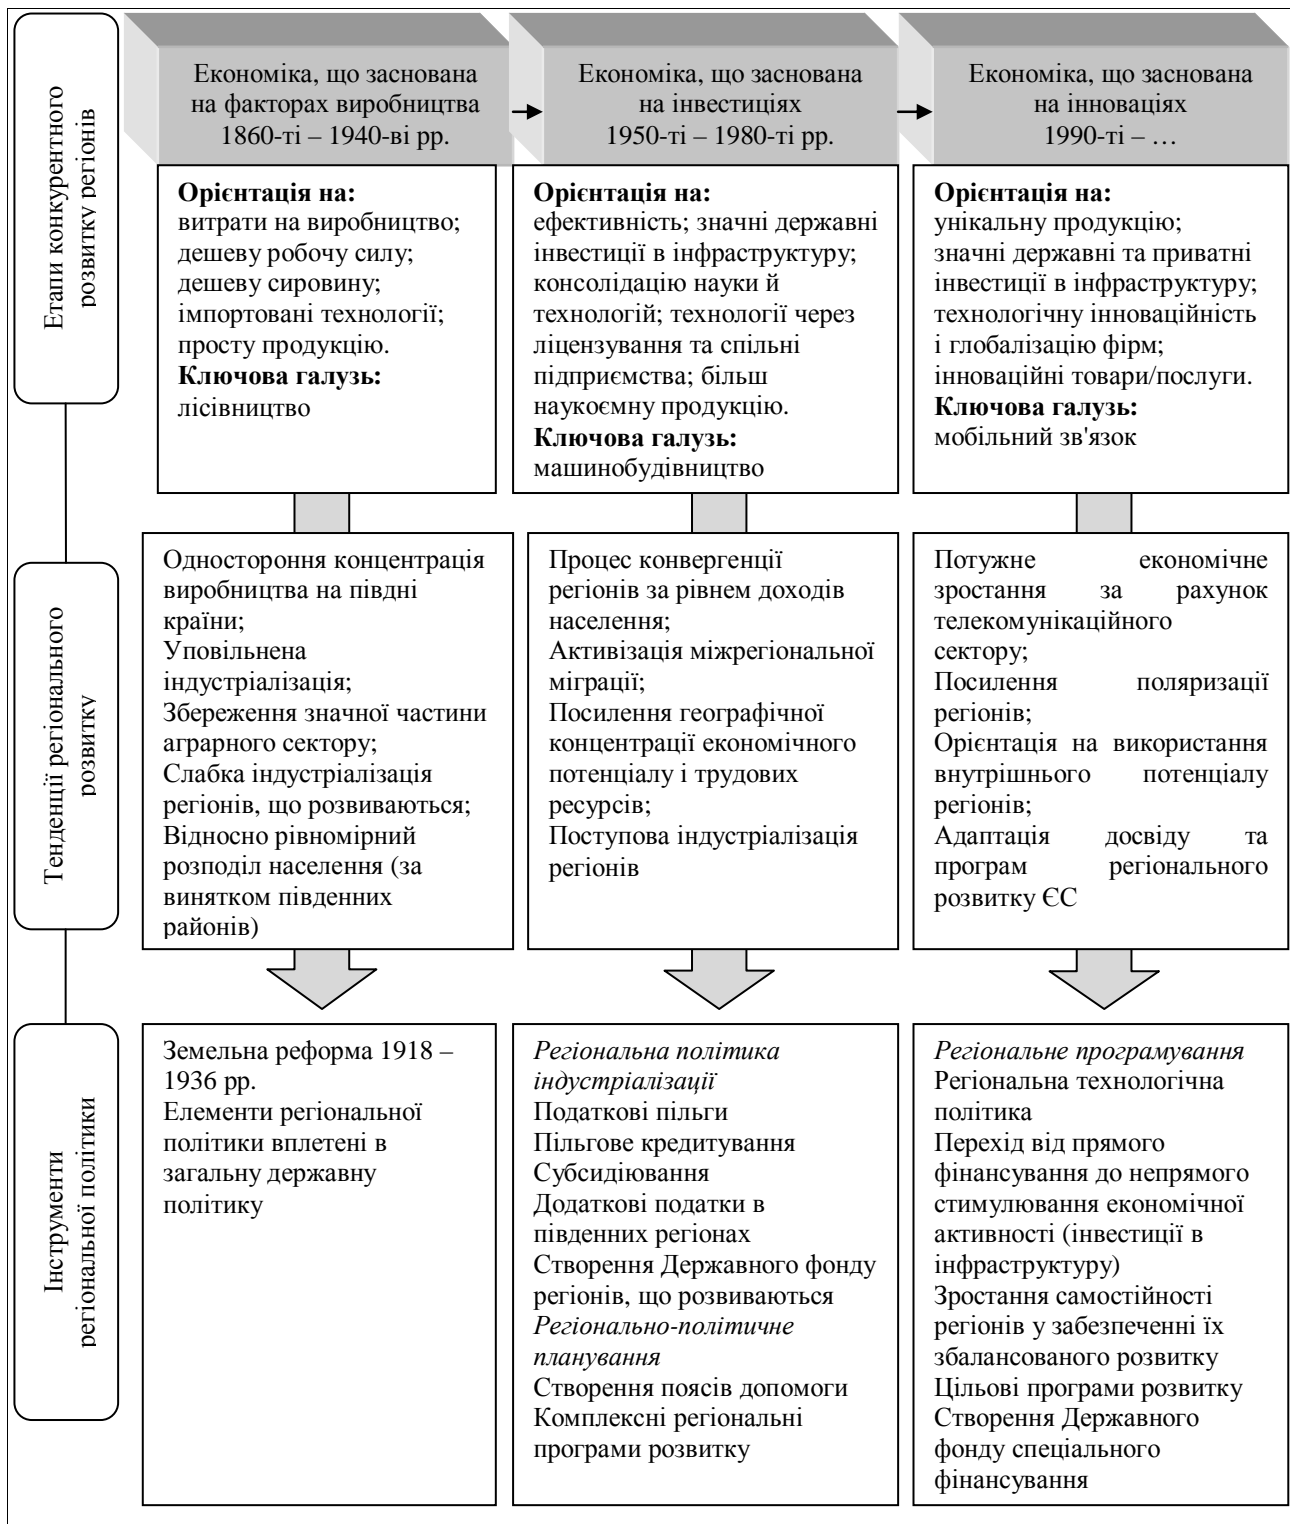 Етапи конкурентного
розвитку регіонів
Економіка, що заснована
на факторах виробництва
1860-ті – 1940-ві рр.
Економіка, що заснована
на інвестиціях
1950-ті – 1980-ті рр.
Економіка, що заснована
на інноваціях
1990-ті – …
Орієнтація на:
витрати на виробництво;
дешеву робочу силу;
дешеву сировину;
імпортовані технології;
просту продукцію.
Ключова галузь:
лісівництво
Орієнтація на:
ефективність; значні державні
інвестиції в інфраструктуру;
консолідацію науки й
технологій; технології через
ліцензування та спільні
підприємства; більш
наукоємну продукцію.
Ключова галузь:
машинобудівництво
Орієнтація на:
унікальну продукцію;
значні державні та приватні
інвестиції в інфраструктуру;
технологічну інноваційність
і глобалізацію фірм;
інноваційні товари/послуги.
Ключова галузь:
мобільний зв'язок
Тенденції регіонального
розвитку
Одностороння концентрація
виробництва на півдні
країни;
Уповільнена
індустріалізація;
Збереження значної частини
аграрного сектору;
Слабка індустріалізація
регіонів, що розвиваються;
Відносно рівномірний
розподіл населення (за
винятком південних
районів)
Процес конвергенції
регіонів за рівнем доходів
населення;
Активізація міжрегіональної
міграції;
Посилення географічної
концентрації економічного
потенціалу і трудових
ресурсів;
Поступова індустріалізація
регіонів
Потужне економічне
зростання за рахунок
телекомунікаційного
сектору;
Посилення поляризації
регіонів;
Орієнтація на використання
внутрішнього потенціалу
регіонів;
Адаптація досвіду та
програм регіонального
розвитку ЄС
Інструменти
регіональної політики
Земельна реформа 1918 –
1936 рр.
Елементи регіональної
політики вплетені в
загальну державну
політику
Регіональна політика
індустріалізації
Податкові пільги
Пільгове кредитування
Субсидіювання
Додаткові податки в
південних регіонах
Створення Державного фонду
регіонів, що розвиваються
Регіонально-політичне
планування
Створення поясів допомоги
Комплексні регіональні
програми розвитку
Регіональне програмування
Регіональна технологічна
політика
Перехід від прямого
фінансування до непрямого
стимулювання економічної
активності (інвестиції в
інфраструктуру)
Зростання самостійності
регіонів у забезпеченні їх
збалансованого розвитку
Цільові програми розвитку
Створення Державного
фонду спеціального
фінансування